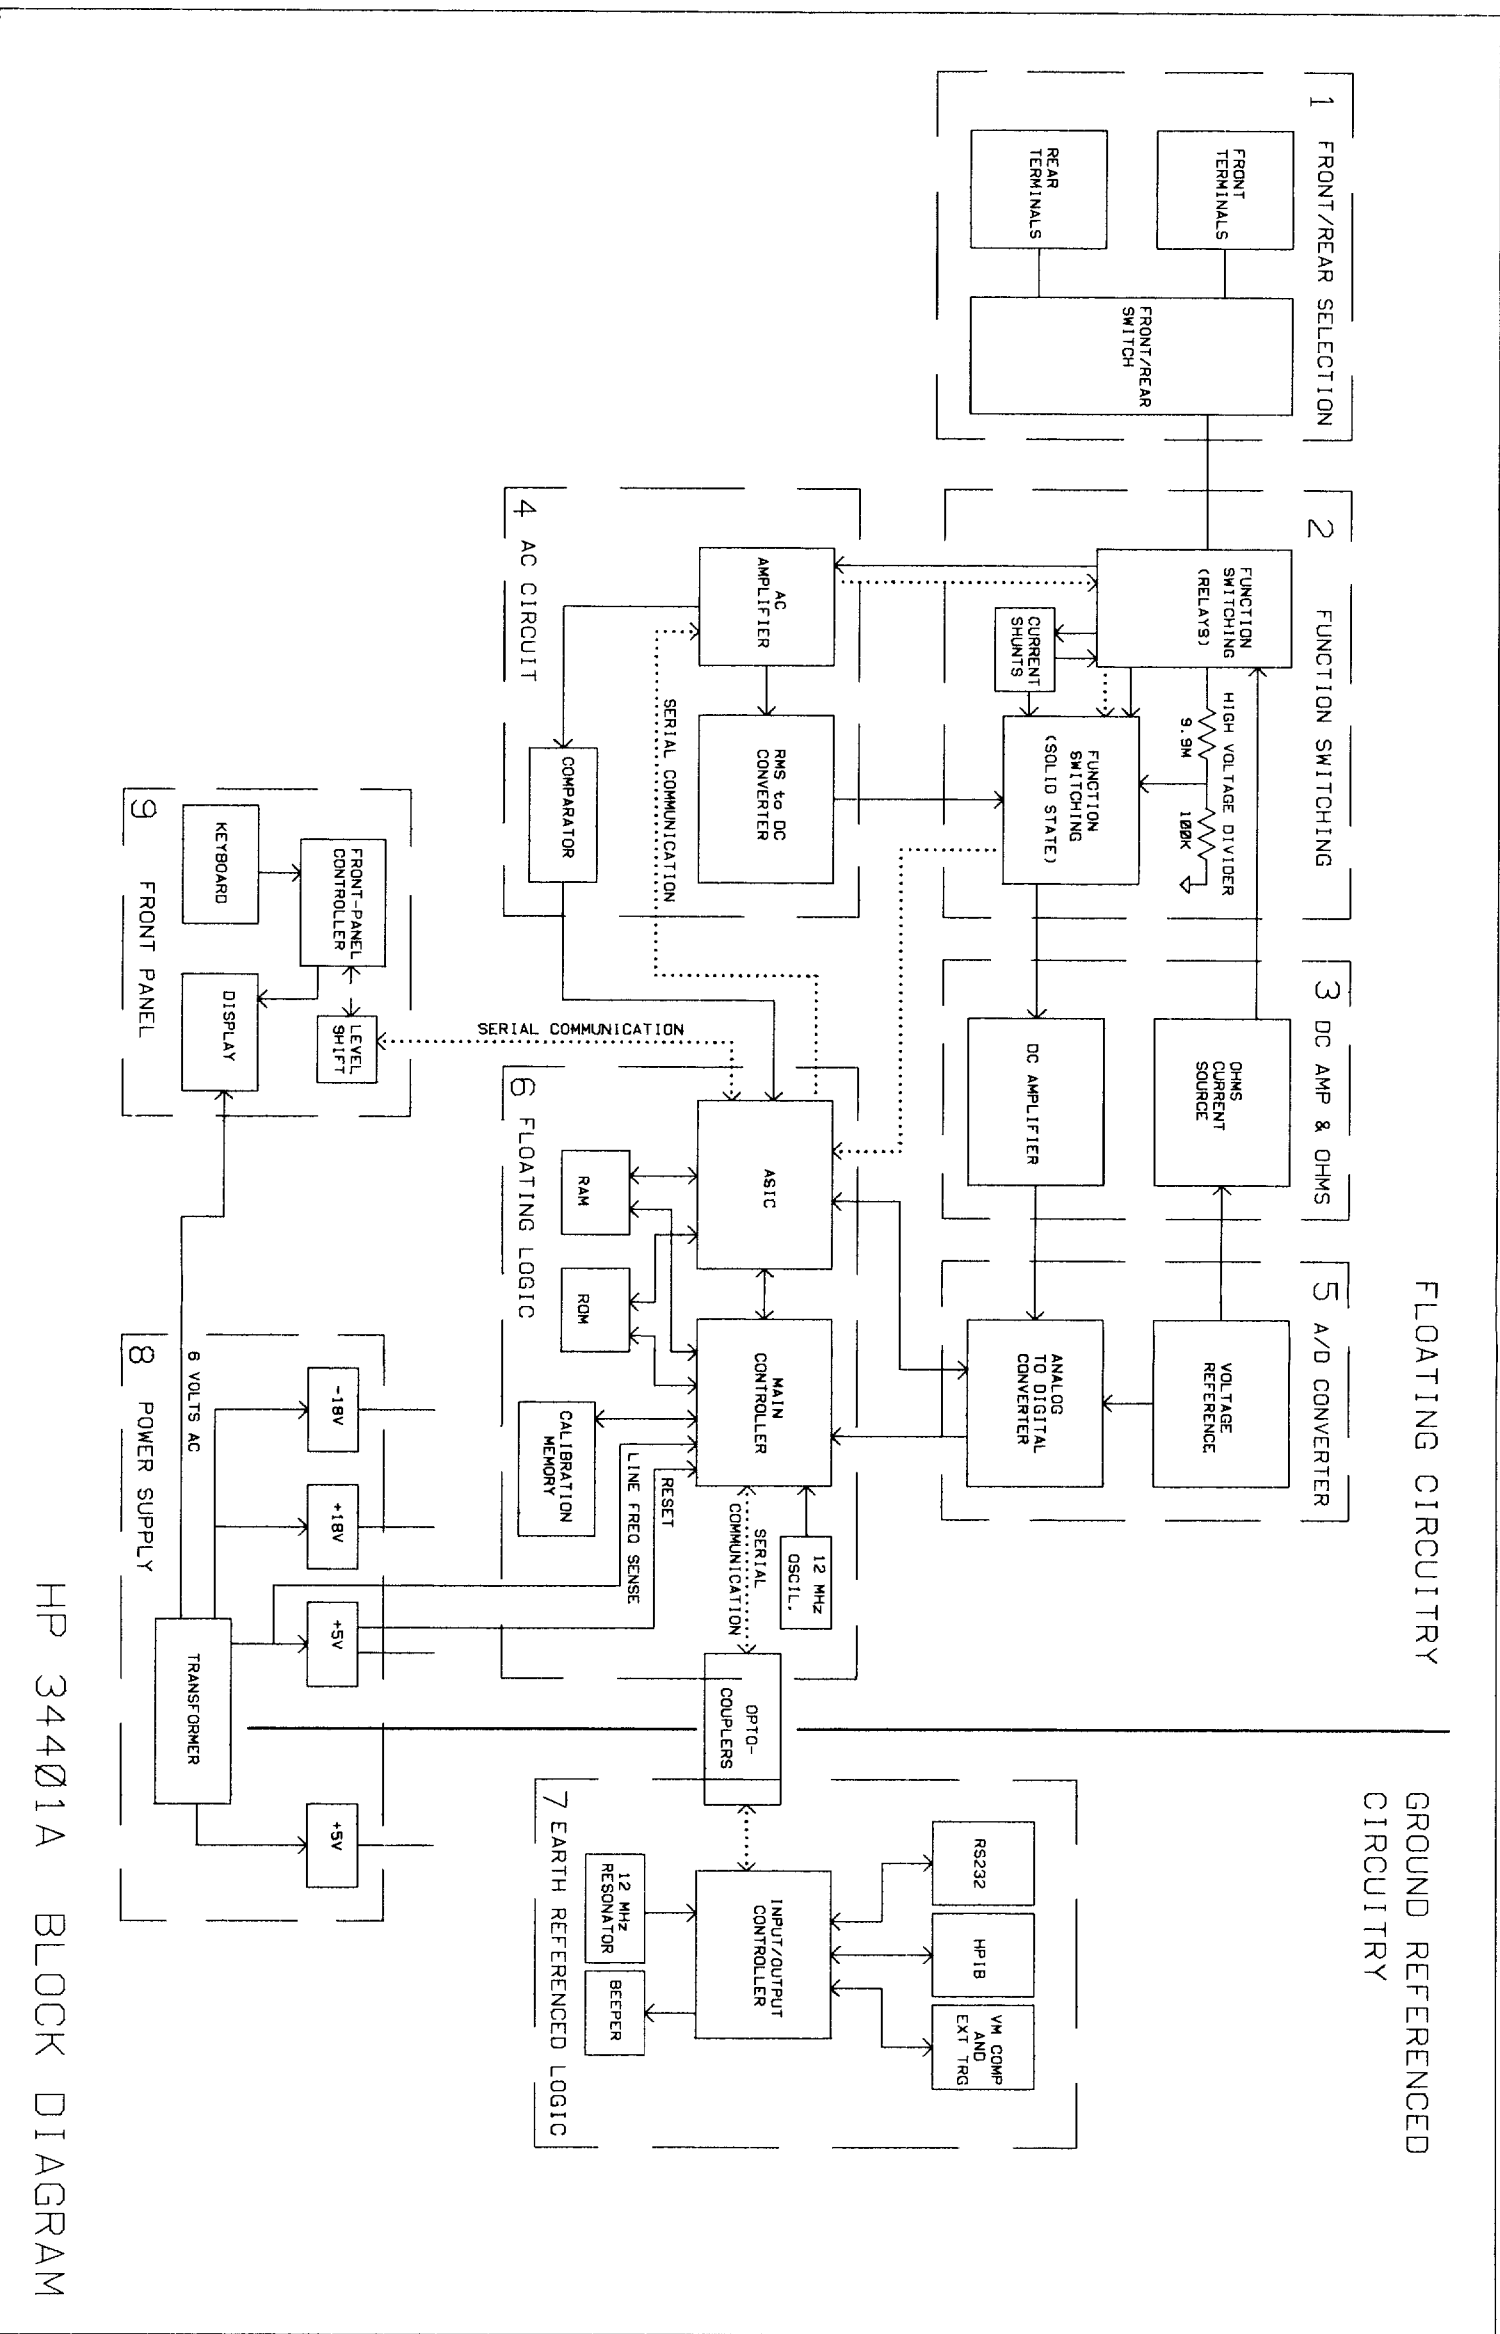 FLOATING CIRCUITRY
GROUND REFERENCED
CIRCUITRY
1 FRONT/REAR SELECTION
FRONT
TERMINALS
REAR
TERMINALS
FRONT/REAR
SWITCH
2 FUNCTION SWITCHING
FUNCTION
SWITCHING
(RELAYS)
HIGH VOLTAGE DIVIDER
9.9M
100K
CURRENT
SHUNTS
FUNCTION
SWITCHING
(SOLID STATE)
3 DC AMP & OHMS
OHMS
CURRENT
SOURCE
DC AMPLIFIER
5 A/D CONVERTER
VOLTAGE
REFERENCE
ANALOG
TO DIGITAL
CONVERTER
AC
AMPLIFIER
RMS to DC
CONVERTER
SERIAL COMMUNICATION
COMPARATOR
4 AC CIRCUIT
SERIAL COMMUNICATION
ASIC
MAIN
CONTROLLER
12 MHz
OSCIL.
SERIAL
COMMUNICATION
RESET
LINE FREQ SENSE
RAM
ROM
CALIBRATION
MEMORY
6 FLOATING LOGIC
OPTO-
COUPLERS
RS232
HPIB
VM COMP
AND
EXT TRG
INPUT/OUTPUT
CONTROLLER
12 MHz
RESONATOR
BEEPER
7 EARTH REFERENCED LOGIC
FRONT-PANEL
CONTROLLER
LEVEL
SHIFT
KEYBOARD
DISPLAY
9 FRONT PANEL
-18V
+18V
+5V
+5V
6 VOLTS AC
TRANSFORMER
8 POWER SUPPLY
HP 34401A BLOCK DIAGRAM